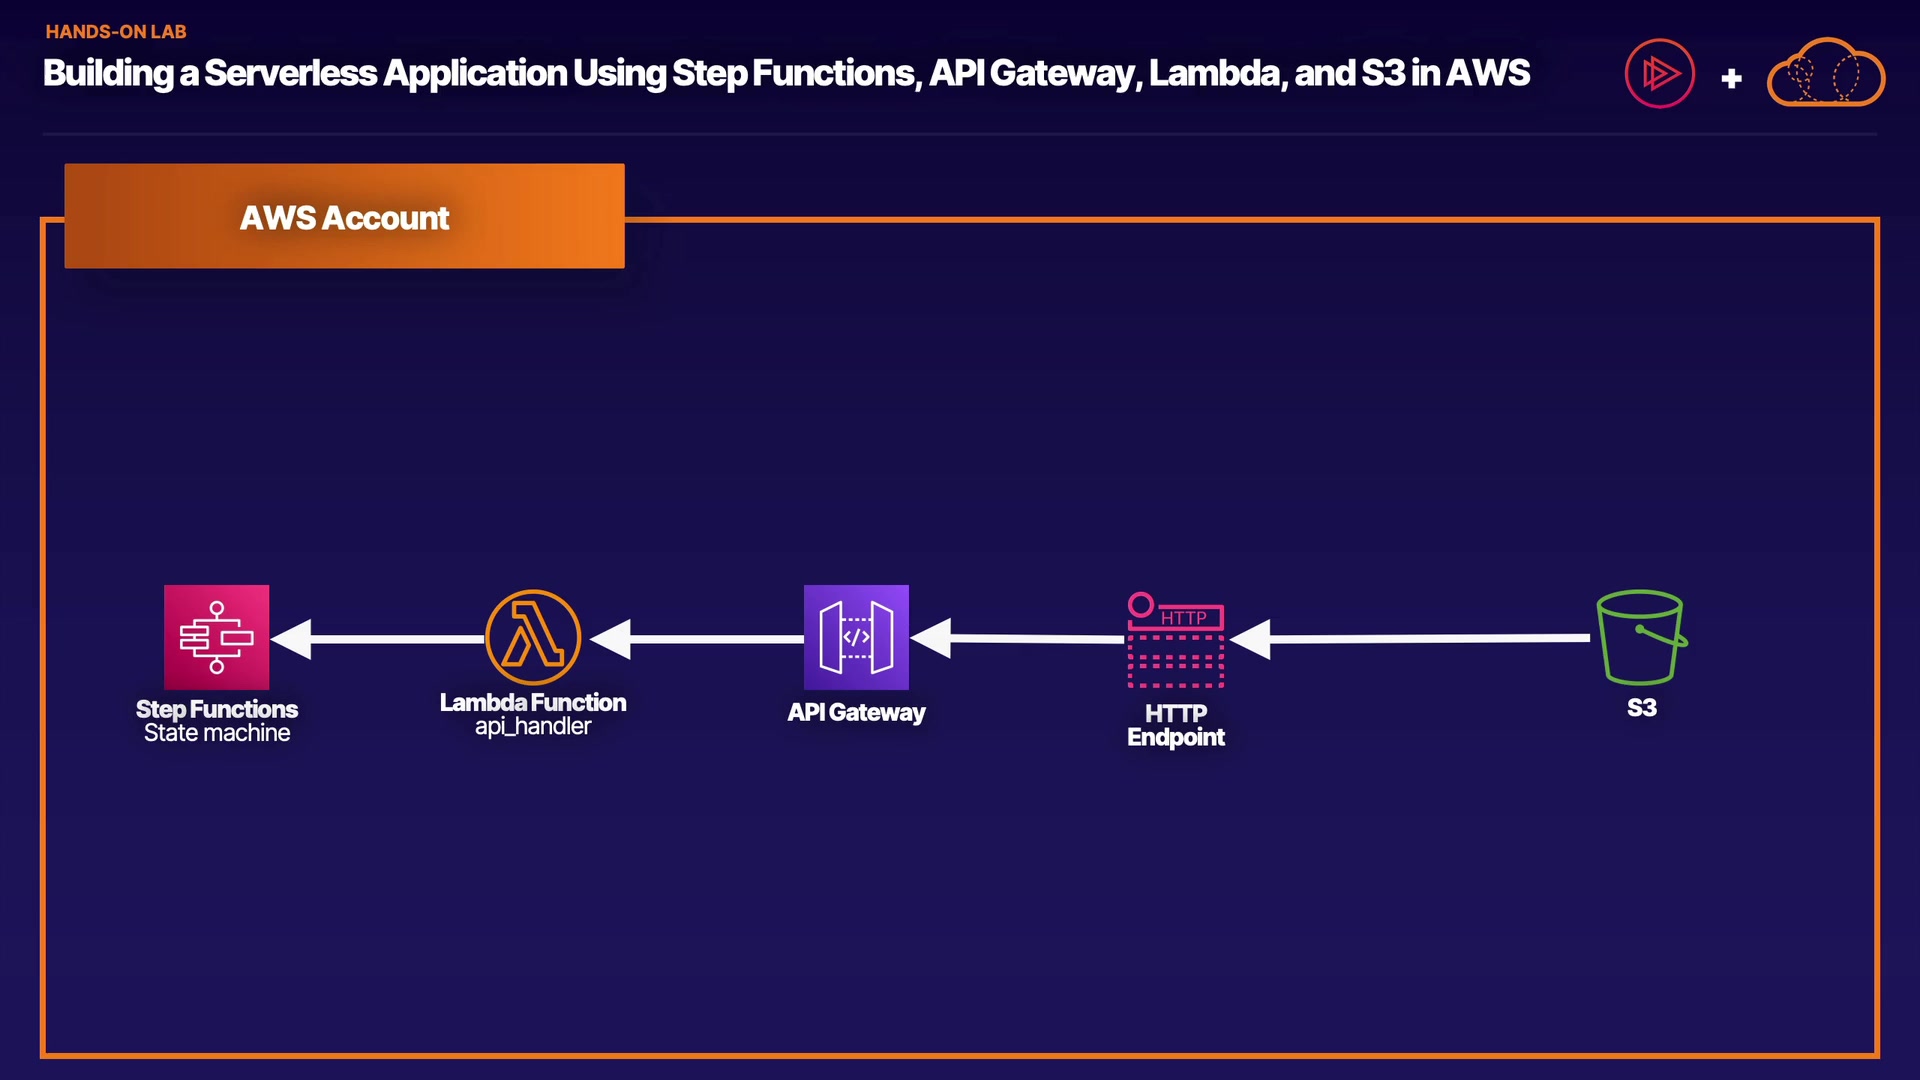 HANDS-ON LAB
Building a Serverless Application Using Step Functions, API Gateway, Lambda, and S3 in AWS
AWS Account
Step Functions
State machine
Lambda Function
api_handler
</>
API Gateway
HTTP
HTTP
Endpoint
S3